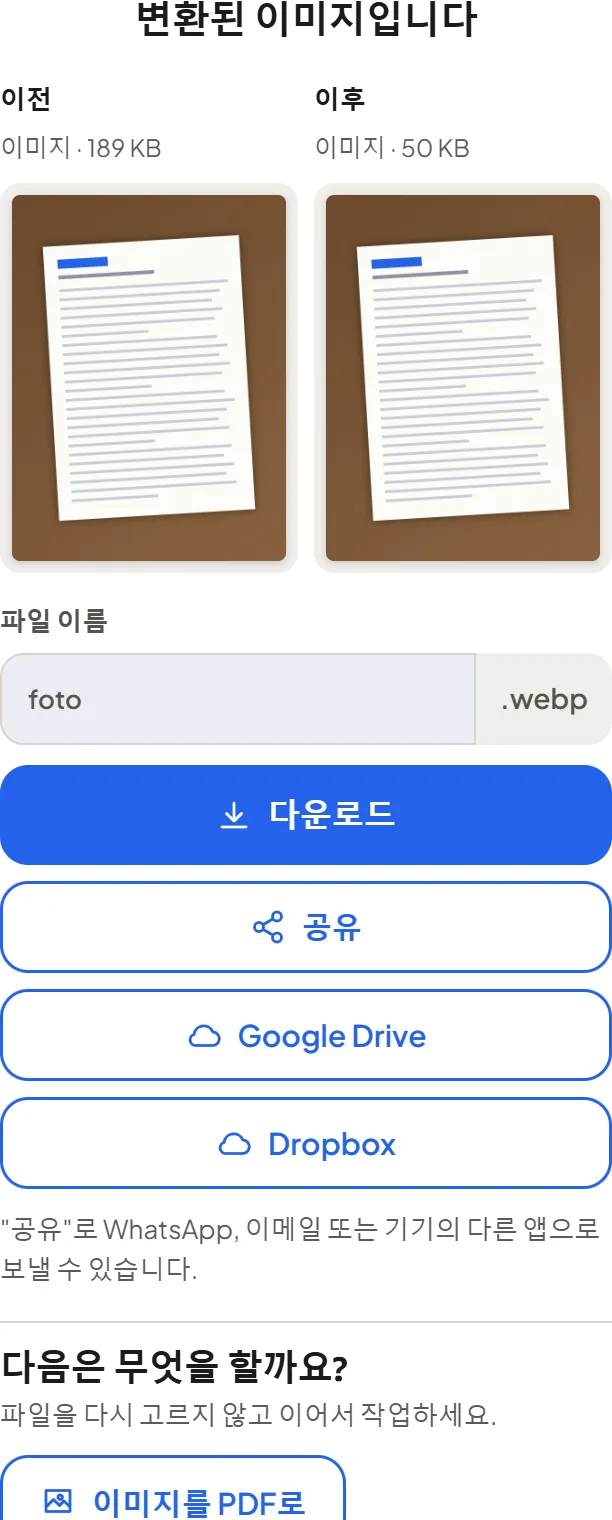 변환된 이미지입니다
이전
이후
이미지 · 189 KB
이미지 · 50 KB
파일 이름
foto
.webp
다운로드
공유
Google Drive
Dropbox
"공유"로 WhatsApp, 이메일 또는 기기의 다른 앱으로
보낼 수 있습니다.
다음은 무엇을 할까요?
파일을 다시 고르지 않고 이어서 작업하세요.
이미지를 PDF로